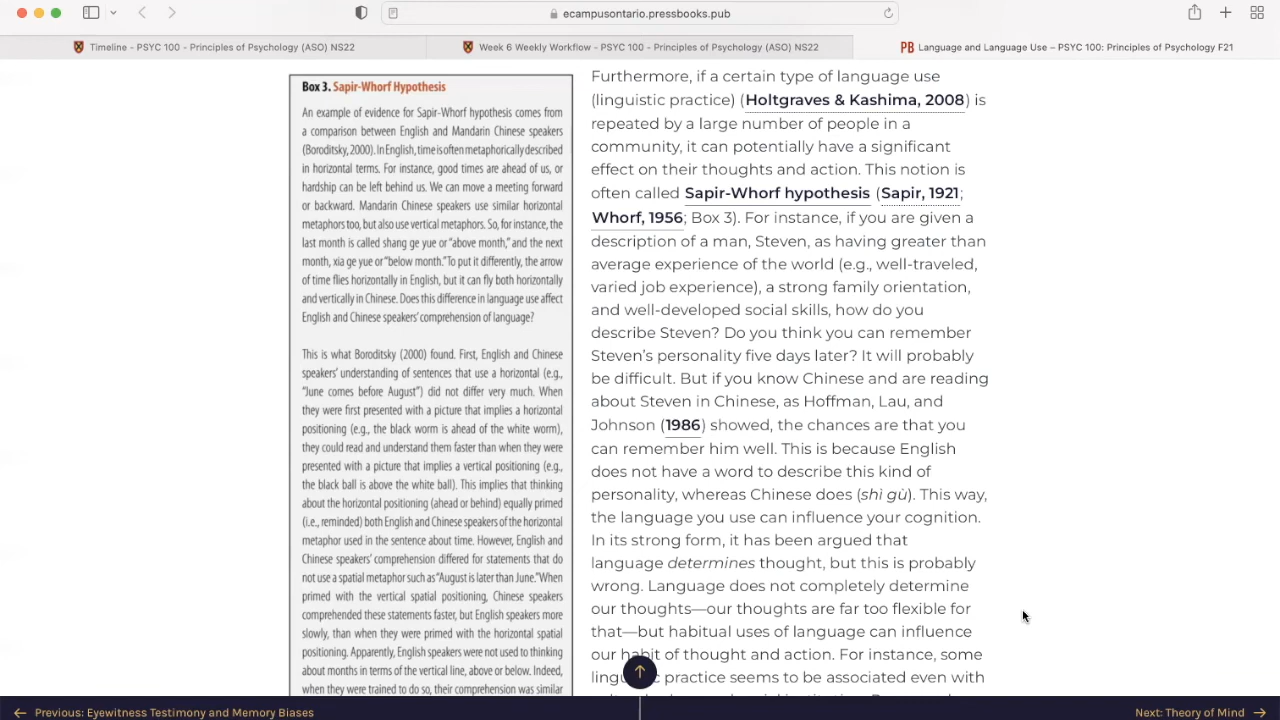 ecampusontario.pressbooks.pub
Timeline - PSYC 100 - Principles of Psychology (ASO) NS22
Week 6 Weekly Workflow - PSYC 100 - Principles of Psychology (ASO) NS22
PB Language and Language Use – PSYC 100: Principles of Psychology F21
Box 3. Sapir-Whorf Hypothesis
An example of evidence for Sapir-Whorf hypothesis comes from
a comparison between English and Mandarin Chinese speakers
(Boroditsky, 2000). In English, time is often metaphorically described
in horizontal terms. For instance, good times are ahead of us, or
hardship can be left behind us. We can move a meeting forward
or backward. Mandarin Chinese speakers use similar horizontal
metaphors too, but also use vertical metaphors. So, for instance, the
last month is called shang ge yue or “above month,” and the next
month, xia ge yue or “below month.” To put it differently, the arrow
of time flies horizontally in English, but it can fly both horizontally
and vertically in Chinese. Does this difference in language use affect
English and Chinese speakers’ comprehension of language?
This is what Boroditsky (2000) found. First, English and Chinese
speakers’ understanding of sentences that use a horizontal (e.g.,
“June comes before August”) did not differ very much. When
they were first presented with a picture that implies a horizontal
positioning (e.g., the black worm is ahead of the white worm),
they could read and understand them faster than when they were
presented with a picture that implies a vertical positioning (e.g.,
the black ball is above the white ball). This implies that thinking
about the horizontal positioning (ahead or behind) equally primed
(i.e., reminded) both English and Chinese speakers of the horizontal
metaphor used in the sentence about time. However, English and
Chinese speakers’ comprehension differed for statements that do
not use a spatial metaphor such as “August is later than June.” When
primed with the vertical spatial positioning, Chinese speakers
comprehended these statements faster, but English speakers more
slowly, than when they were primed with the horizontal spatial
positioning. Apparently, English speakers were not used to thinking
about months in terms of the vertical line, above or below. Indeed,
when they were trained to do so, their comprehension was similar
Furthermore, if a certain type of language use
(linguistic practice) (Holtgraves & Kashima, 2008) is
repeated by a large number of people in a
community, it can potentially have a significant
effect on their thoughts and action. This notion is
often called Sapir-Whorf hypothesis (Sapir, 1921;
Whorf, 1956; Box 3). For instance, if you are given a
description of a man, Steven, as having greater than
average experience of the world (e.g., well-traveled,
varied job experience), a strong family orientation,
and well-developed social skills, how do you
describe Steven? Do you think you can remember
Steven’s personality five days later? It will probably
be difficult. But if you know Chinese and are reading
about Steven in Chinese, as Hoffman, Lau, and
Johnson (1986) showed, the chances are that you
can remember him well. This is because English
does not have a word to describe this kind of
personality, whereas Chinese does (shì gù). This way,
the language you use can influence your cognition.
In its strong form, it has been argued that
language determines thought, but this is probably
wrong. Language does not completely determine
our thoughts—our thoughts are far too flexible for
that—but habitual uses of language can influence
our habit of thought and action. For instance, some
practice seems to be associated even with
Previous: Eyewitness Testimony and Memory Biases
Next: Theory of Mind